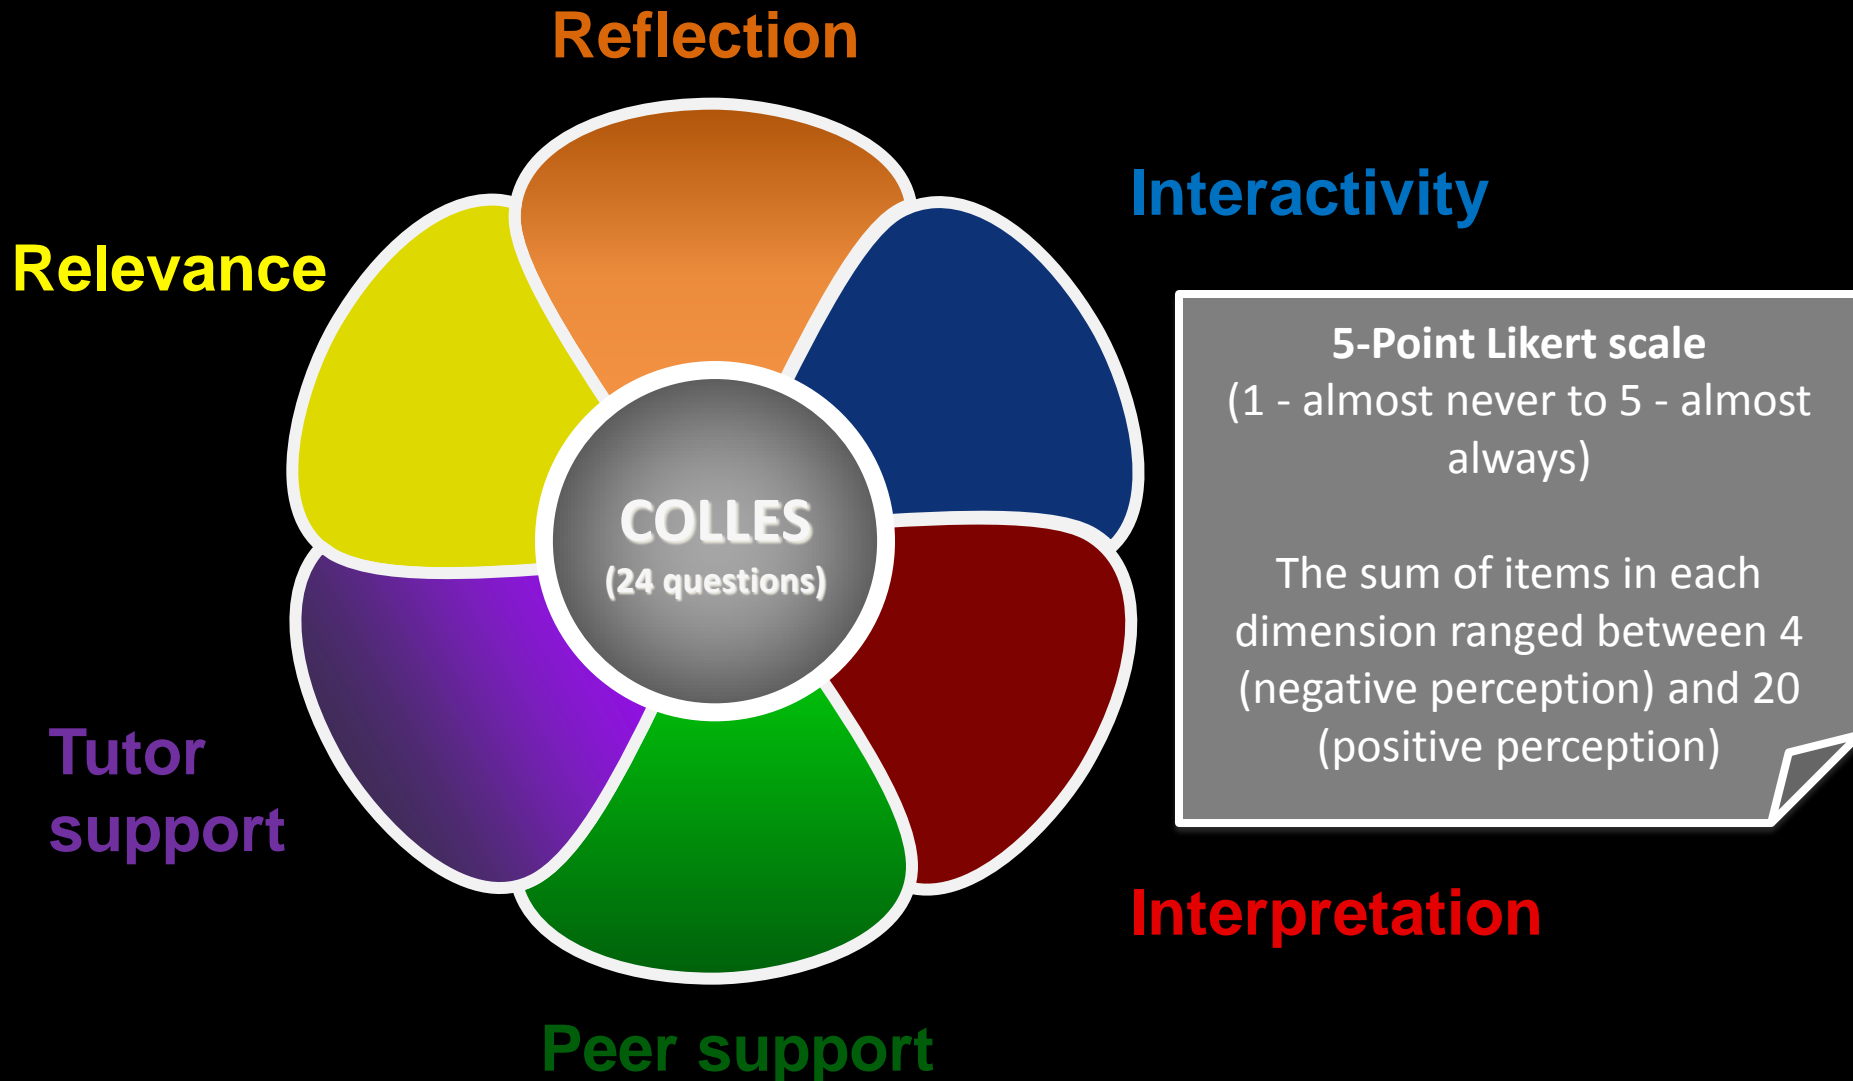 Reflection
Interactivity
Relevance
5-Point Likert scale
(1 - almost never to 5 - almost
always)
The sum of items in each
dimension ranged between 4
(negative perception) and 20
(positive perception)
COLLES
(24 questions)
Tutor
support
Interpretation
Peer support